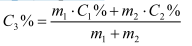 C₃% = (m₁ · C₁% + m₂ · C₂%) / (m₁ + m₂)